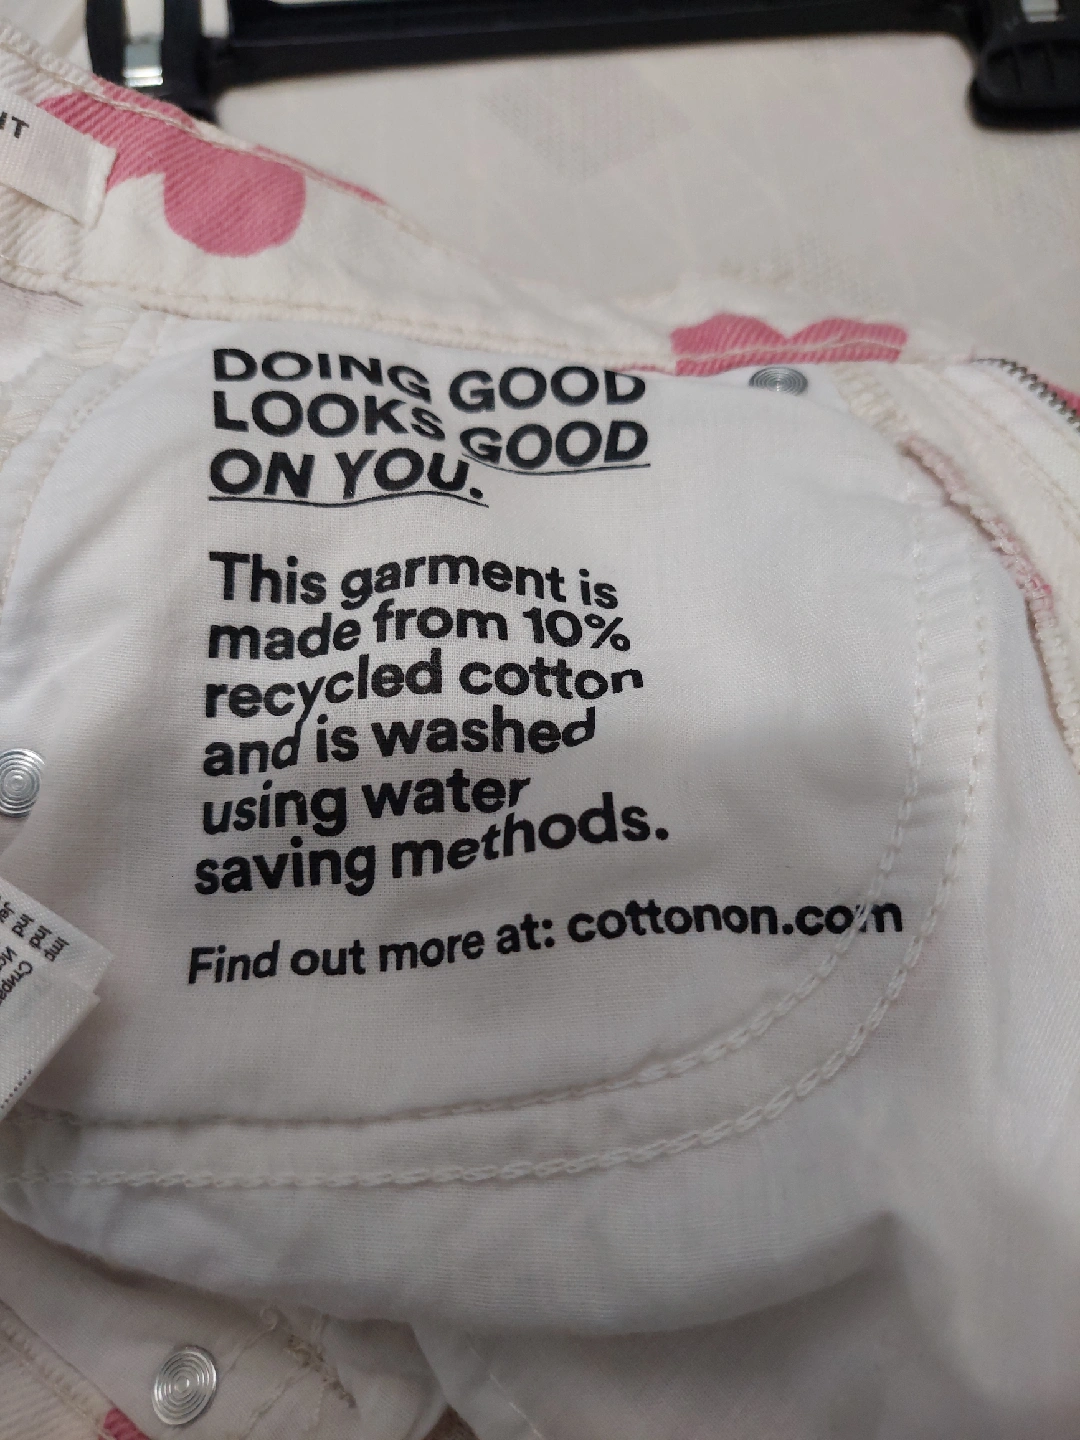 DOING GOOD
LOOKS GOOD
ON YOU.
This garment is
made from 10%
recycled cotton
and is washed
using water
saving methods.
Find out more at: cottonon.com